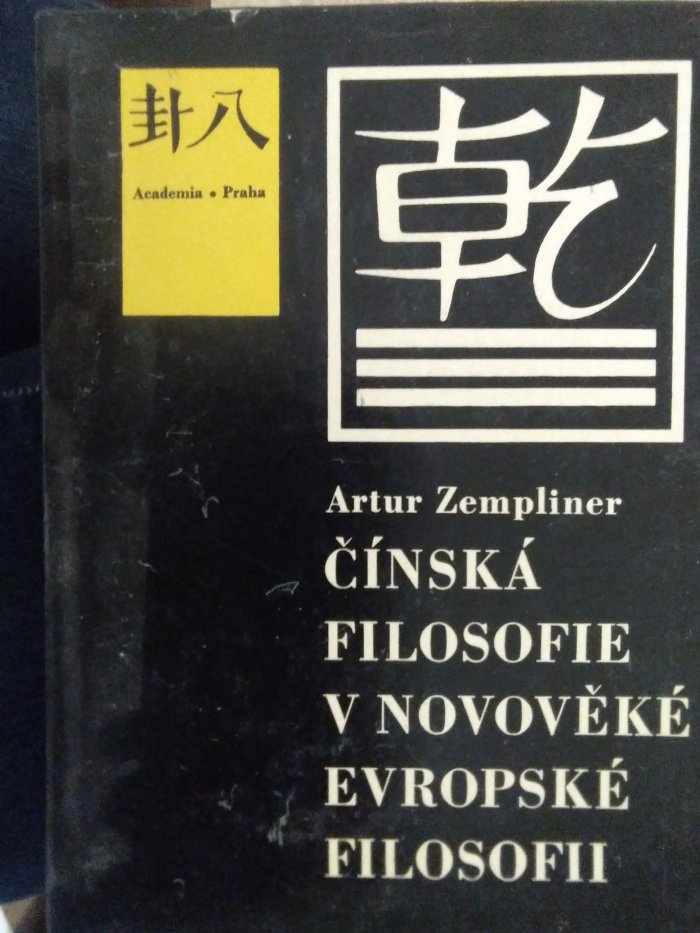 卦八
Academia • Praha
乾
Artur Zempliner
ČÍNSKÁ
FILOSOFIE
V NOVOVĚKÉ
EVROPSKÉ
FILOSOFII